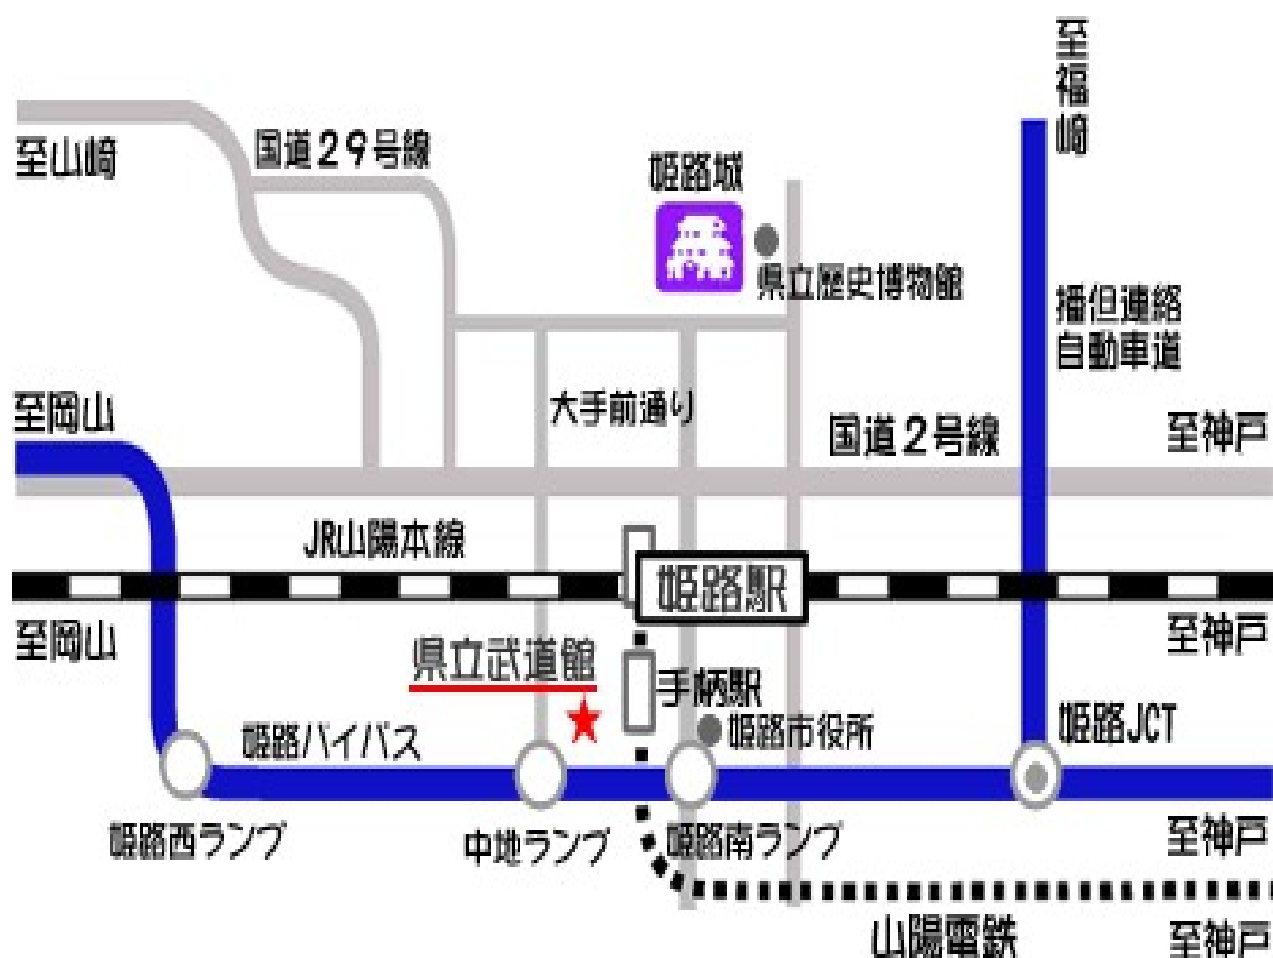 至福崎
至山崎
国道29号線
姫路城
県立歴史博物館
播但連絡
自動車道
至岡山
大手前通り
国道2号線
至神戸
JR山陽本線
姫路駅
至岡山
至神戸
県立武道館
手柄駅
姫路市役所
姫路JCT
姫路バイパス
姫路西ランプ
中地ランプ
姫路南ランプ
至神戸
山陽電鉄
至神戸